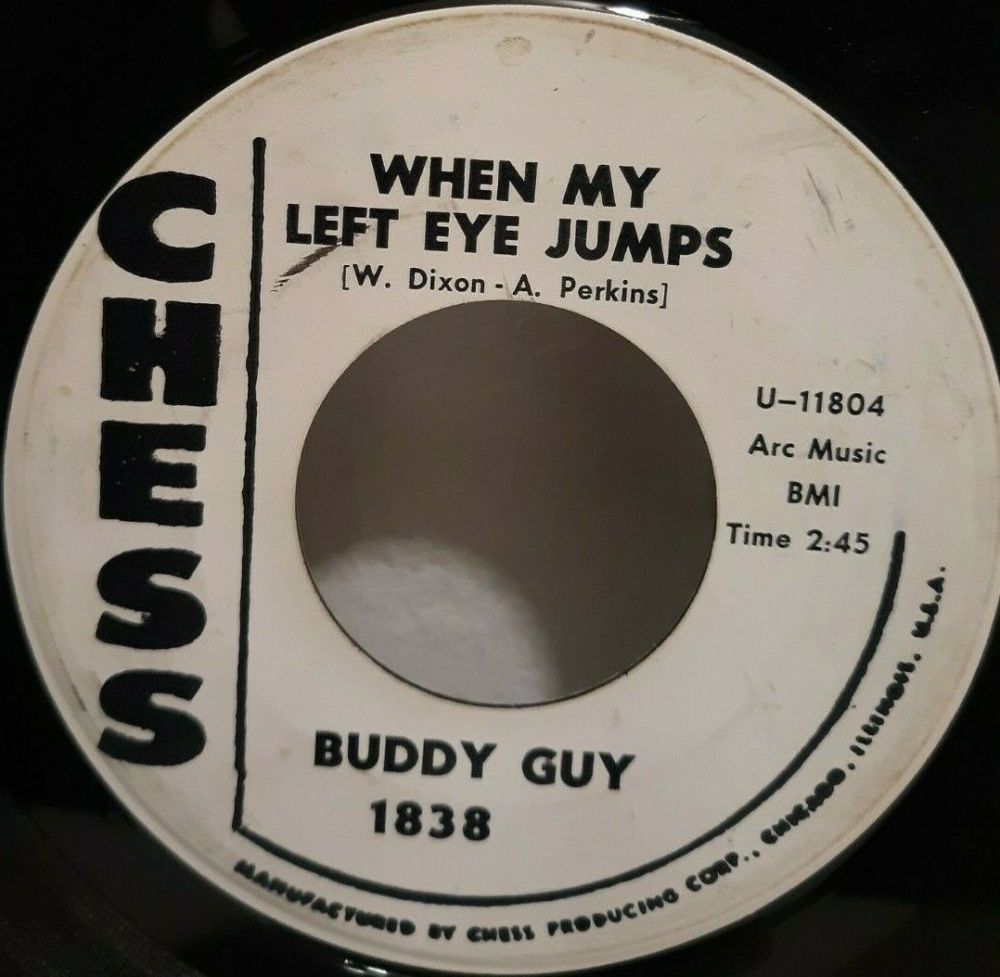 CHESS
WHEN MY
LEFT EYE JUMPS
[W. Dixon - A. Perkins]
U-11804
Arc Music
BMI
Time 2:45
BUDDY GUY
1838
MANUFACTURED BY CHESS PRODUCING CORP., CHICAGO, ILLINOIS. U.S.A.